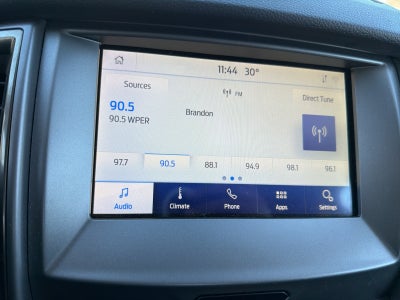 11:44 30°
Sources
FM
Direct Tune
90.5
90.5 WPER
Brandon
97.7 90.5 88.1 94.9 98.1 96.1
Audio Climate Phone Apps Settings